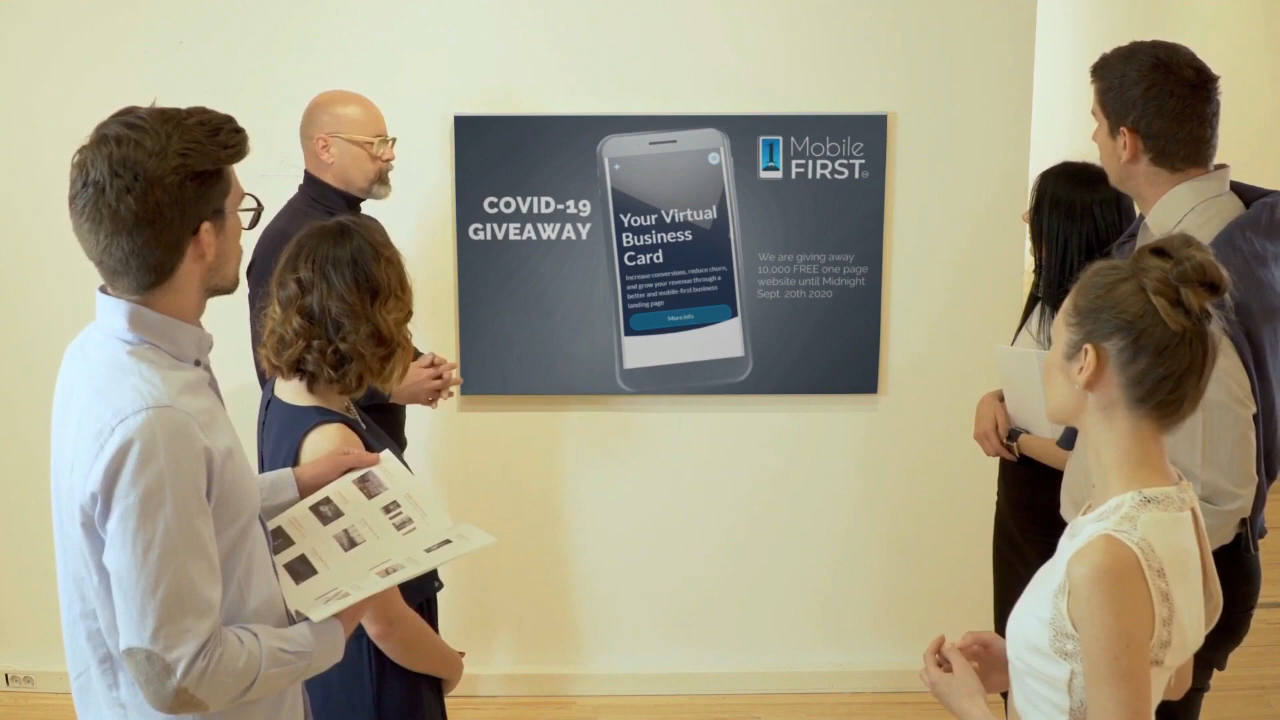 COVID-19
GIVEAWAY
Your Virtual
Business
Card
Increase conversions, reduce churn,
and grow your revenue through a
better and mobile-first business
landing page
More info
1
Mobile
FIRST
We are giving away
10,000 FREE one page
website until Midnight
Sept. 20th 2020